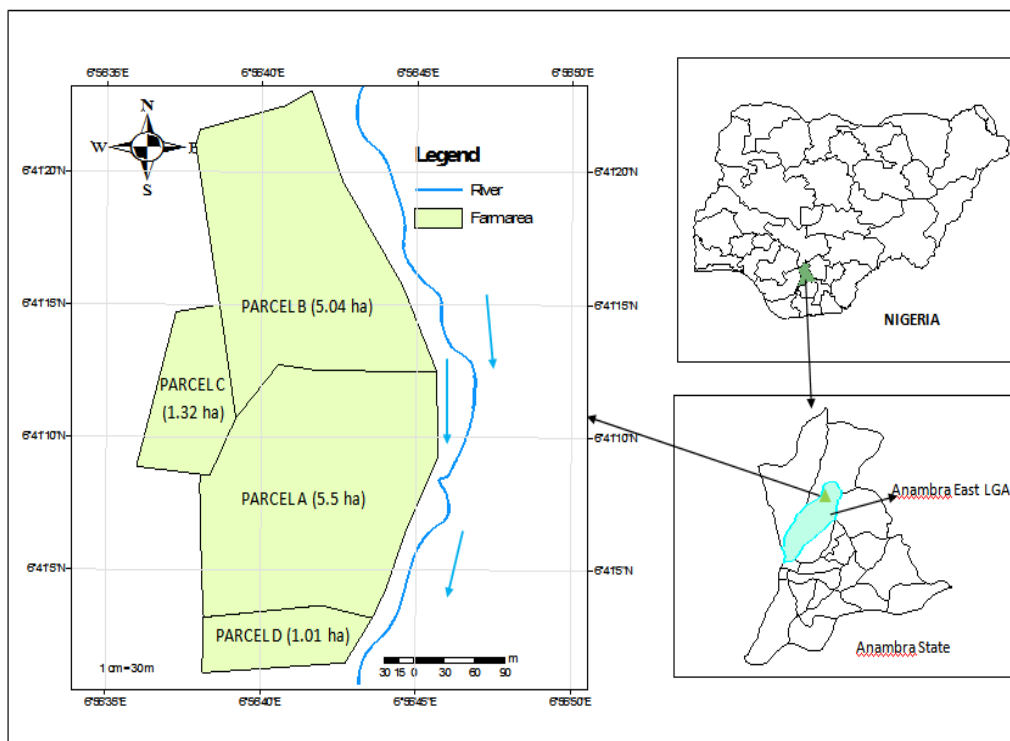 6°56'35"E 6°56'40"E 6°56'45"E 6°56'50"E
N
W E
S
Legend
River
Farmarea
6°41'20"N 6°41'20"N
PARCEL B (5.04 ha)
6°41'15"N 6°41'15"N
PARCEL C
(1.32 ha)
6°41'10"N 6°41'10"N
PARCEL A (5.5 ha)
6°41'5"N 6°41'5"N
PARCEL D (1.01 ha)
1 cm=30m
m
30 15 0 30 60 90
6°56'35"E 6°56'40"E 6°56'45"E 6°56'50"E
NIGERIA
Anambra East LGA
Anambra State